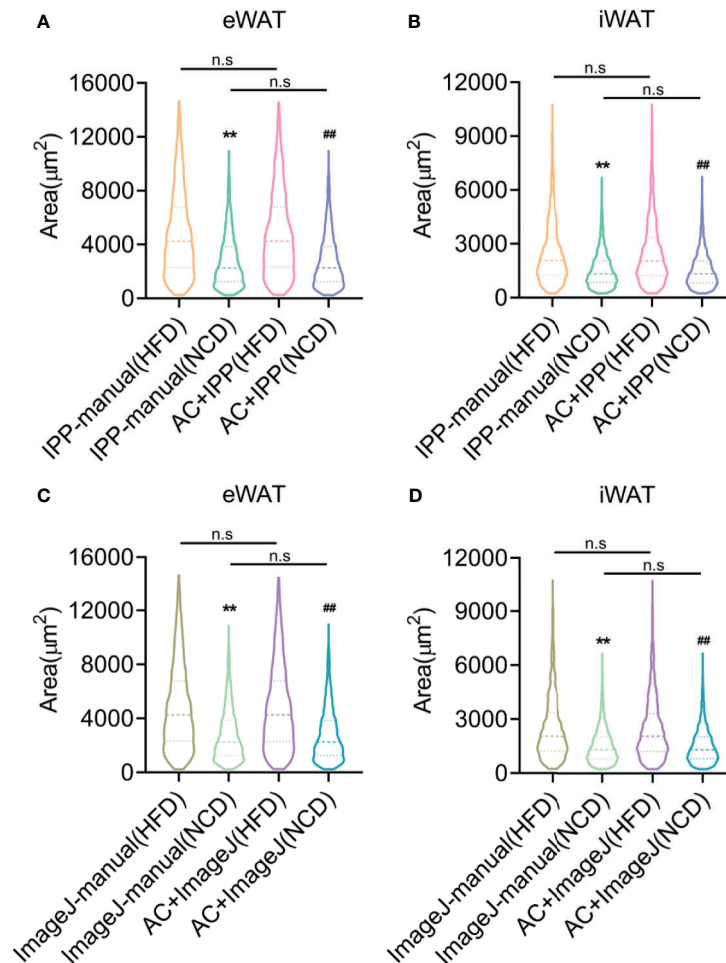 A
eWAT
n.s
n.s
**
##
Area(μm²)
16000
12000
8000
4000
0
IPP-manual(HFD)
IPP-manual(NCD)
AC+IPP(HFD)
AC+IPP(NCD)
B
iWAT
n.s
n.s
**
##
Area(μm²)
12000
9000
6000
3000
0
IPP-manual(HFD)
IPP-manual(NCD)
AC+IPP(HFD)
AC+IPP(NCD)
C
eWAT
n.s
n.s
**
##
Area(μm²)
16000
12000
8000
4000
0
ImageJ-manual(HFD)
ImageJ-manual(NCD)
AC+ImageJ(HFD)
AC+ImageJ(NCD)
D
iWAT
n.s
n.s
**
##
Area(μm²)
12000
9000
6000
3000
0
ImageJ-manual(HFD)
ImageJ-manual(NCD)
AC+ImageJ(HFD)
AC+ImageJ(NCD)